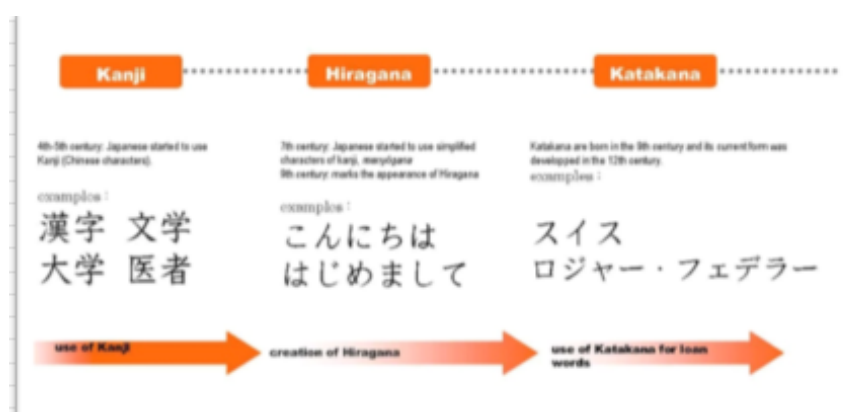 Kanji
Hiragana
Katakana
4th-5th century: Japanese started to use
Kanji (Chinese characters).
examples :
漢字 文学
大学 医者
7th century: Japanese started to use simplified
characters of kanji, manyōgana
9th century: marks the appearance of Hiragana
examples :
こんにちは
はじめまして
Katakana are born in the 9th century and its current form was
developped in the 12th century.
examples :
スイス
ロジャー・フェデラー
use of Kanji
creation of Hiragana
use of Katakana for loan
words